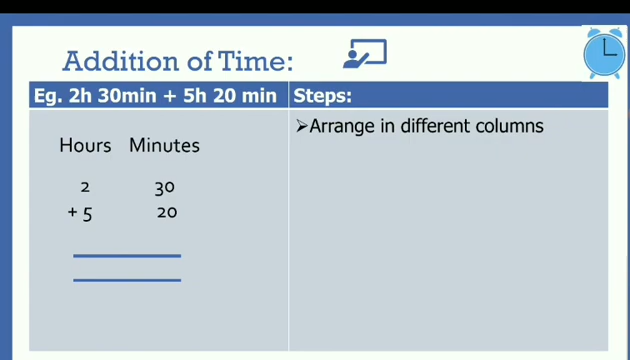 Addition of Time:
Eg. 2h 30min + 5h 20 min
Steps:
Hours Minutes
2 30
+ 5 20
➢Arrange in different columns